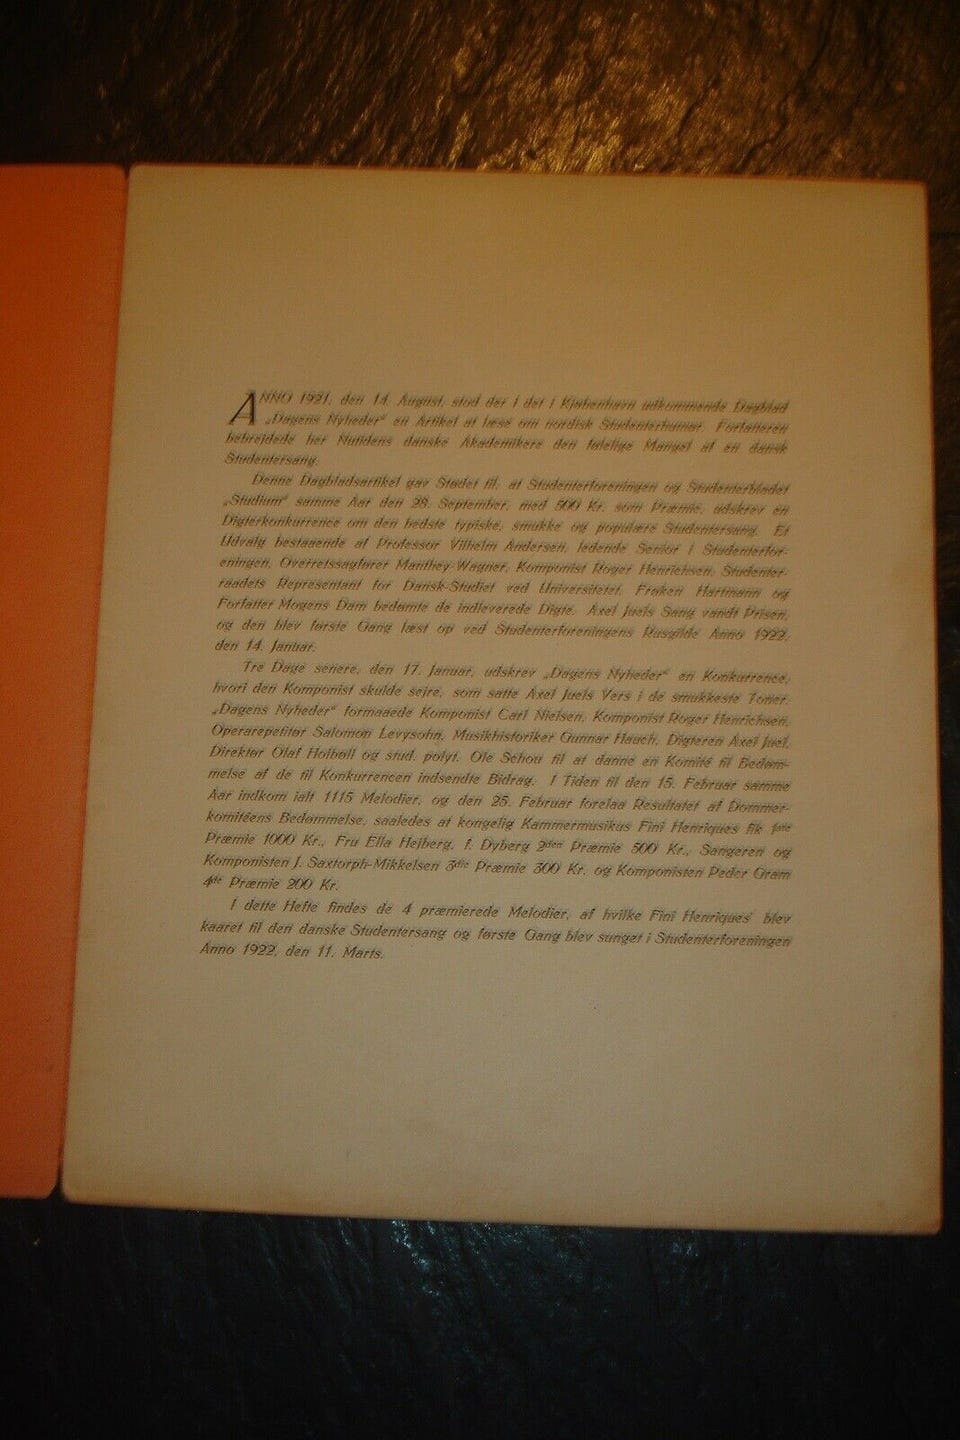 ANNO 1921, den 14. August, stod der i det i Kjøbenhavn udkommende Dagblad
„Dagens Nyheder“ en Artikel at læse om nordisk Studenterhumør. Forfatteren
bebrejdede her Nutidens danske Akademikere den følelige Mangel af en dansk
Studentersang.
Denne Dagbladsartikel gav Stødet til, at Studenterforeningen og Studenterbladet
„Studium“ samme Aar den 28. September, med 500 Kr. som Præmie, udskrev en
Digterkonkurrence om den bedste typiske, smukke og populære Studentersang. Et
Udvalg bestaaende af Professor Vilhelm Andersen, ledende Senior i Studenterfor-
eningen, Overretssagfører Manthey-Wagner, Komponist Roger Henrichsen, Studenter-
raadets Repræsentant for Dansk-Studiet ved Universitetet, Frøken Hartmann og
Forfatter Mogens Dam bedømte de indleverede Digte. Axel Juels Sang vandt Prisen,
og den blev første Gang læst op ved Studenterforeningens Rusgilde Anno 1922,
den 14. Januar.
Tre Dage senere, den 17. Januar, udskrev „Dagens Nyheder“ en Konkurrence,
hvori den Komponist skulde sejre, som satte Axel Juels Vers i de smukkeste Toner.
„Dagens Nyheder“ formaaede Komponist Carl Nielsen, Komponist Roger Henrichsen,
Operarepetitør Salomon Levysohn, Musikhistoriker Gunnar Hauch, Digteren Axel Juel,
Direktør Olaf Holbøll og stud. polyt. Ole Schou til at danne en Komité til Bedøm-
melse af de til Konkurrencen indsendte Bidrag. I Tiden til den 15. Februar samme
Aar indkom ialt 1115 Melodier, og den 25. Februar forelaa Resultatet af Dommer-
komitéens Bedømmelse, saaledes at kongelig Kammermusikus Fini Henriques fik 1ste
Præmie 1000 Kr., Fru Ella Heiberg, f. Dyberg 2den Præmie 500 Kr., Sangeren og
Komponisten J. Saxtorph-Mikkelsen 3die Præmie 300 Kr. og Komponisten Peder Gram
4de Præmie 200 Kr.
I dette Hefte findes de 4 præmierede Melodier, af hvilke Fini Henriques' blev
kaaret til den danske Studentersang og første Gang blev sunget i Studenterforeningen
Anno 1922, den 11. Marts.